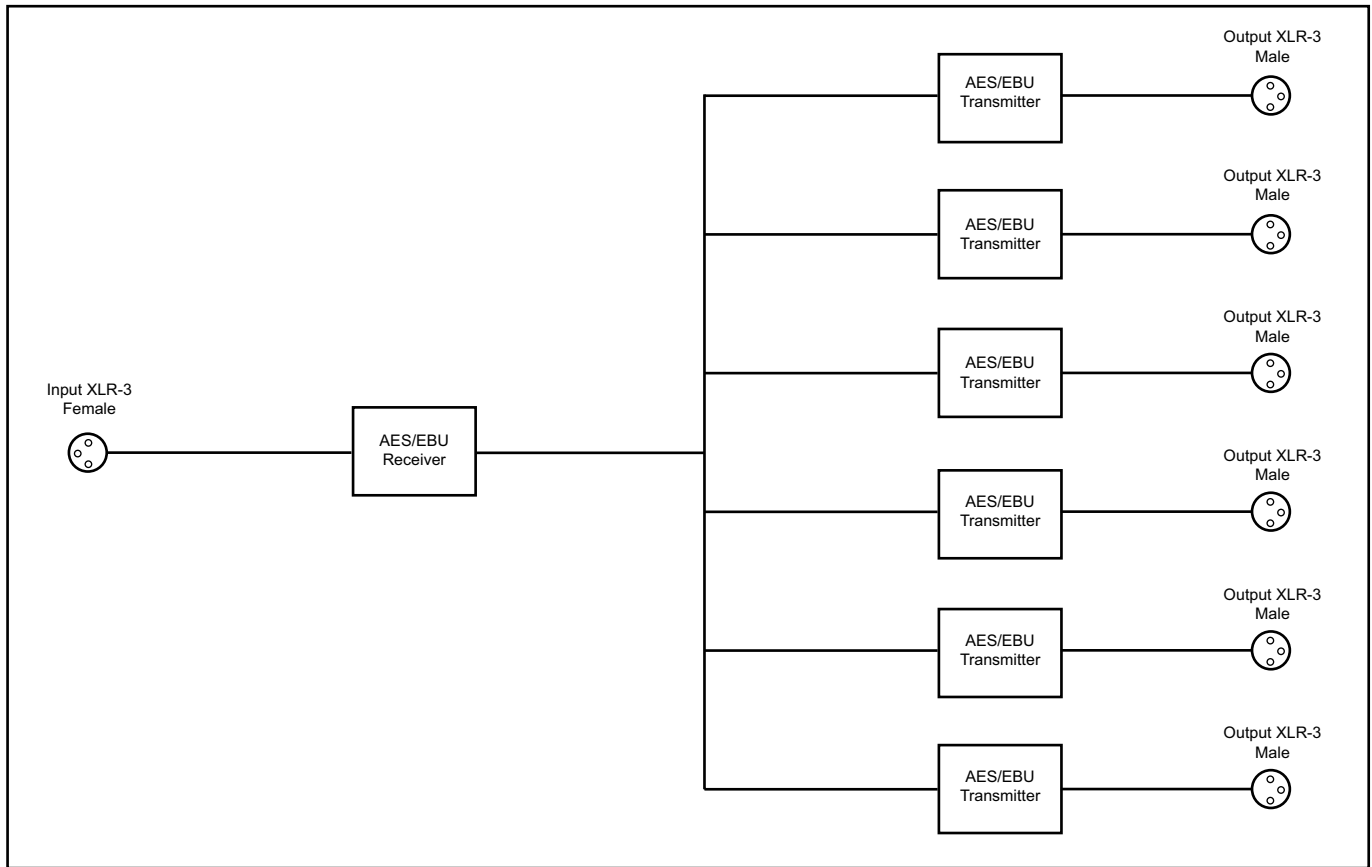 Input XLR-3
Female
AES/EBU
Receiver
AES/EBU
Transmitter
Output XLR-3
Male
AES/EBU
Transmitter
Output XLR-3
Male
AES/EBU
Transmitter
Output XLR-3
Male
AES/EBU
Transmitter
Output XLR-3
Male
AES/EBU
Transmitter
Output XLR-3
Male
AES/EBU
Transmitter
Output XLR-3
Male